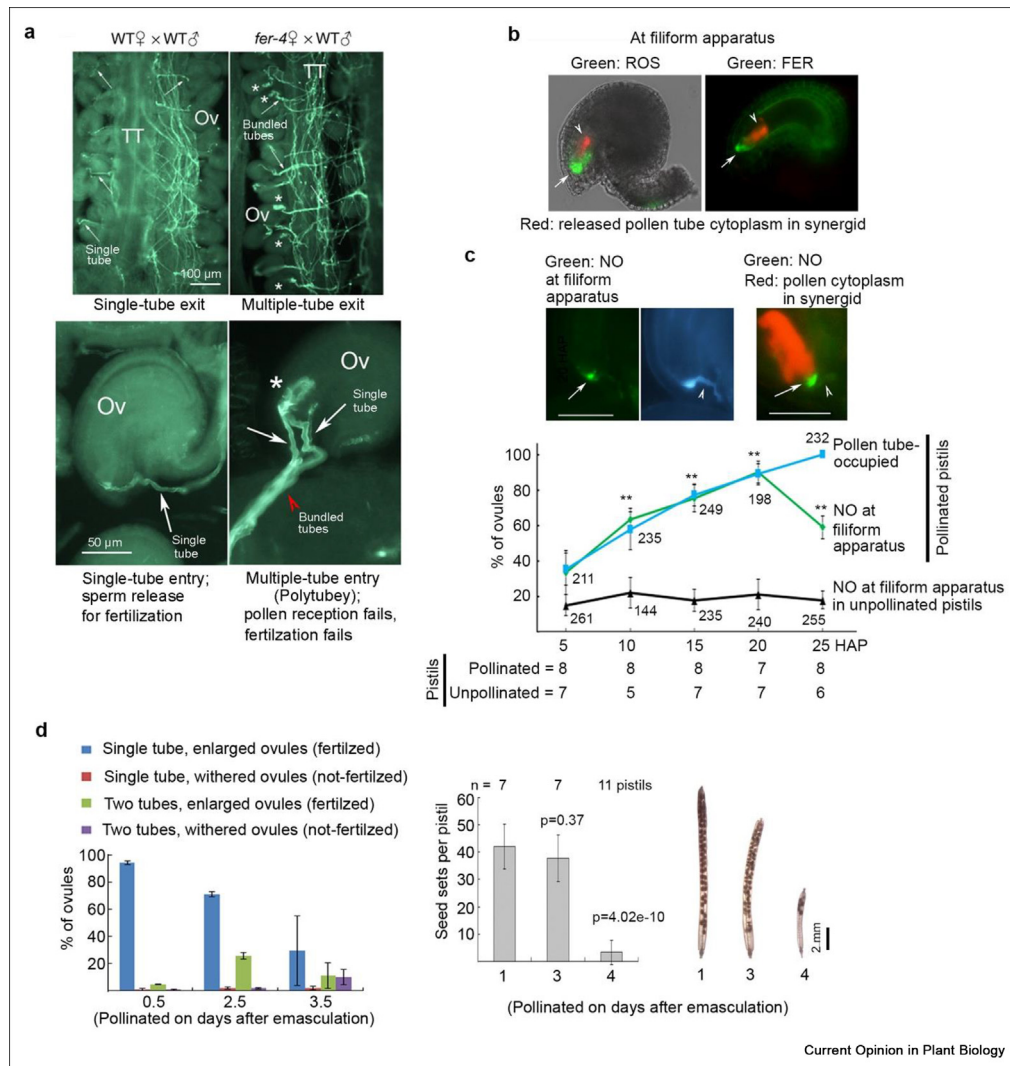 a
WT♀ × WT♂
fer-4♀ × WT♂
TT
Ov
Single
tube
100 µm
TT
*
*
Bundled
tubes
*
Ov
*
*
Single-tube exit
Multiple-tube exit
Ov
50 µm
Single
tube
Ov
*
Single
tube
Bundled
tubes
Single-tube entry;
sperm release
for fertilization
Multiple-tube entry
(Polytubey);
pollen reception fails,
fertilzation fails
b
At filiform apparatus
Green: ROS
Green: FER
Red: released pollen tube cytoplasm in synergid
c
Green: NO
at filiform
apparatus
Green: NO
Red: pollen cytoplasm
in synergid
% of ovules
100
80
60
40
20
211
235
249
198
232
** ** ** **
261
144
235
240
255
Pollen tube-
occupied
NO at
filiform
apparatus
Pollinated pistils
NO at filiform apparatus
in unpollinated pistils
5 10 15 20 25 HAP
Pistils
Pollinated = 8 8 8 7 8
Unpollinated = 7 5 7 7 6
d
Single tube, enlarged ovules (fertilzed)
Single tube, withered ovules (not-fertilzed)
Two tubes, enlarged ovules (fertilzed)
Two tubes, withered ovules (not-fertilzed)
% of ovules
100
80
60
40
20
0.5 2.5 3.5
(Pollinated on days after emasculation)
n = 7 7 11 pistils
Seed sets per pistil
60
50
40
30
20
10
p=0.37
p=4.02e-10
1 3 4
2 mm
1 3 4
(Pollinated on days after emasculation)
Current Opinion in Plant Biology